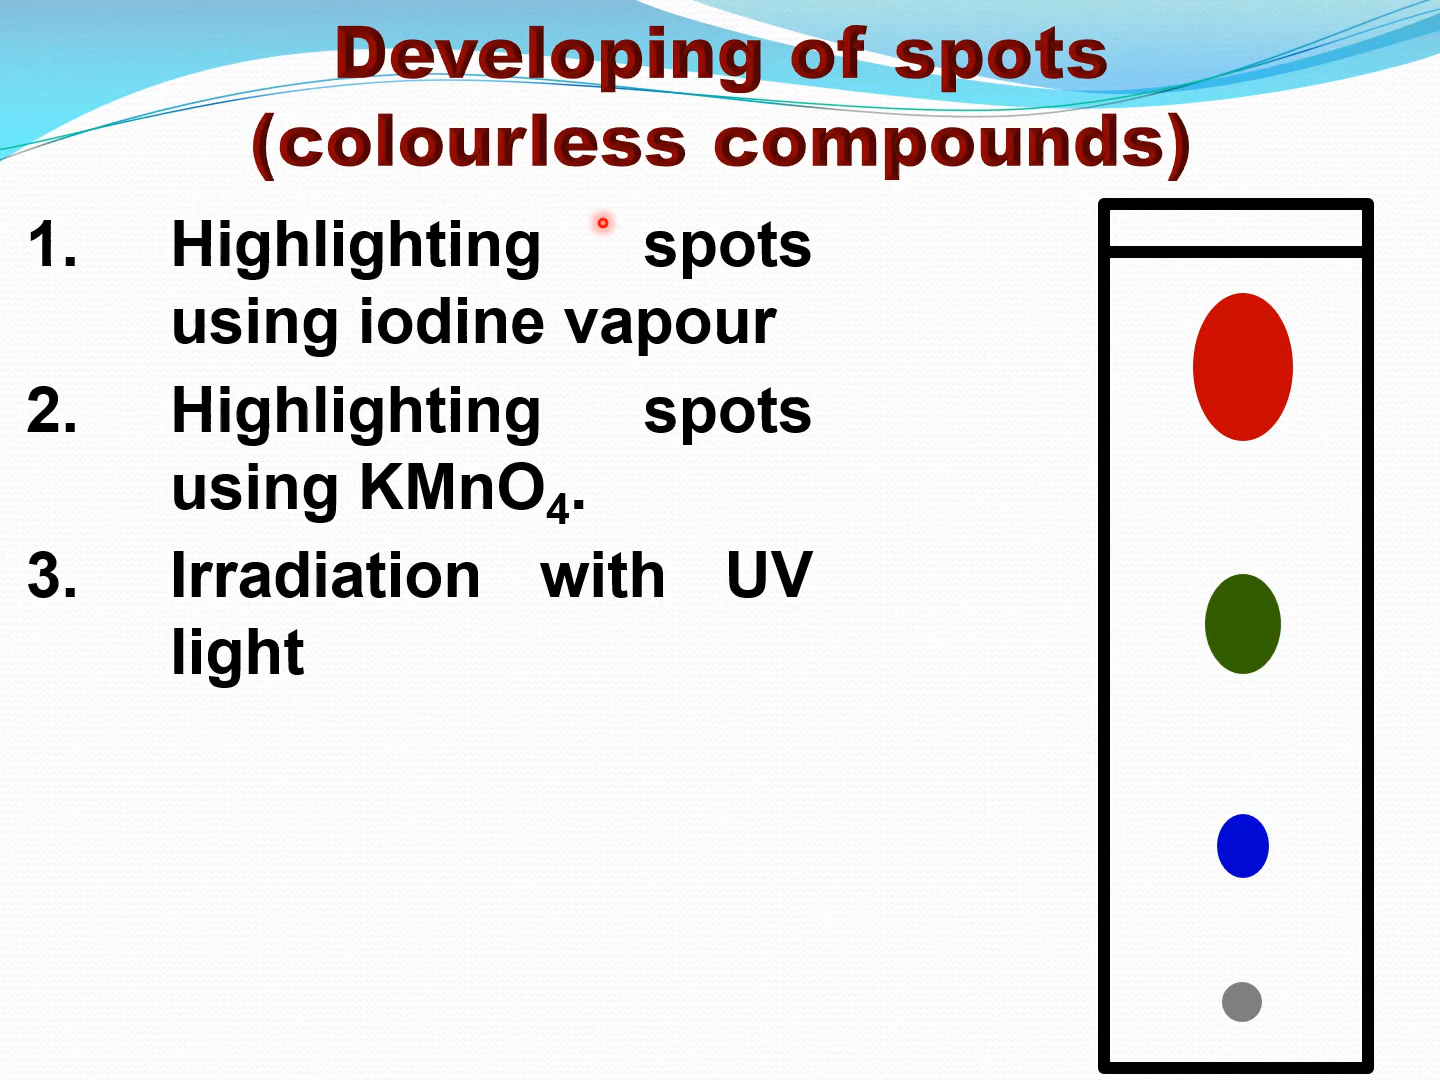 Developing of spots
(colourless compounds)
1. Highlighting spots
using iodine vapour
2. Highlighting spots
using KMnO₄.
3. Irradiation with UV
light